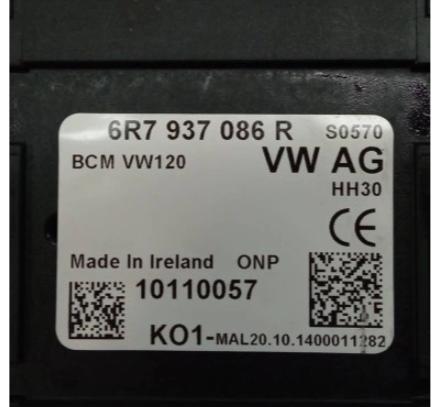 6R7 937 086 R S0570
BCM VW120 VW AG
HH30
CE
Made In Ireland ONP
10110057
KO1-MAL20.10.1400011282